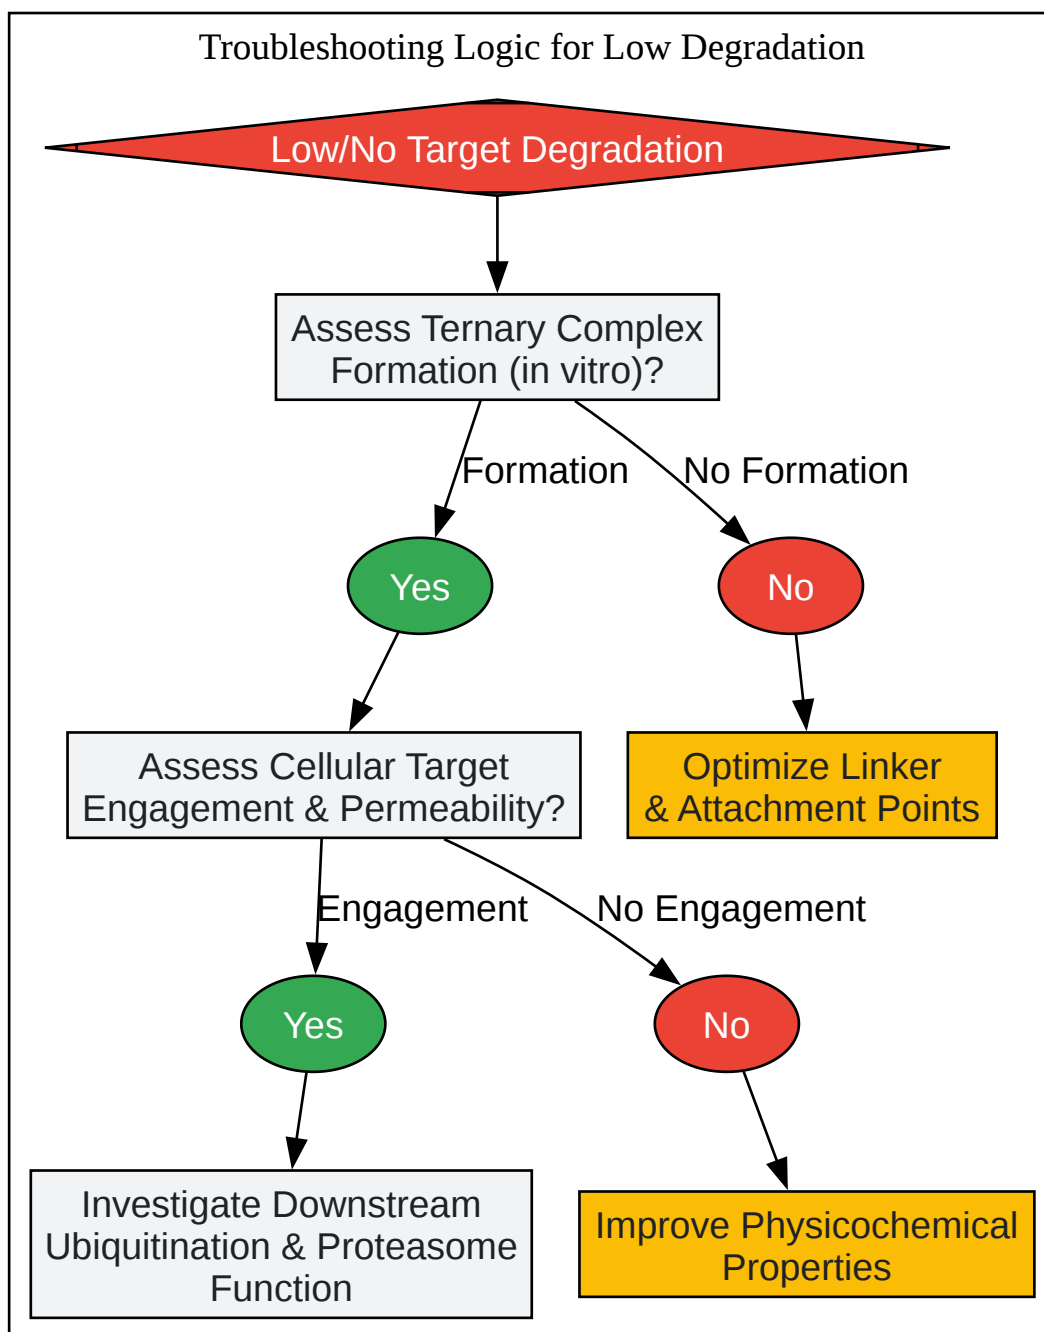 Troubleshooting Logic for Low Degradation
Low/No Target Degradation
Assess Ternary Complex
Formation (in vitro)?
Formation
No Formation
Yes
No
Assess Cellular Target
Engagement & Permeability?
Optimize Linker
& Attachment Points
Engagement
No Engagement
Yes
No
Investigate Downstream
Ubiquitination & Proteasome
Function
Improve Physicochemical
Properties